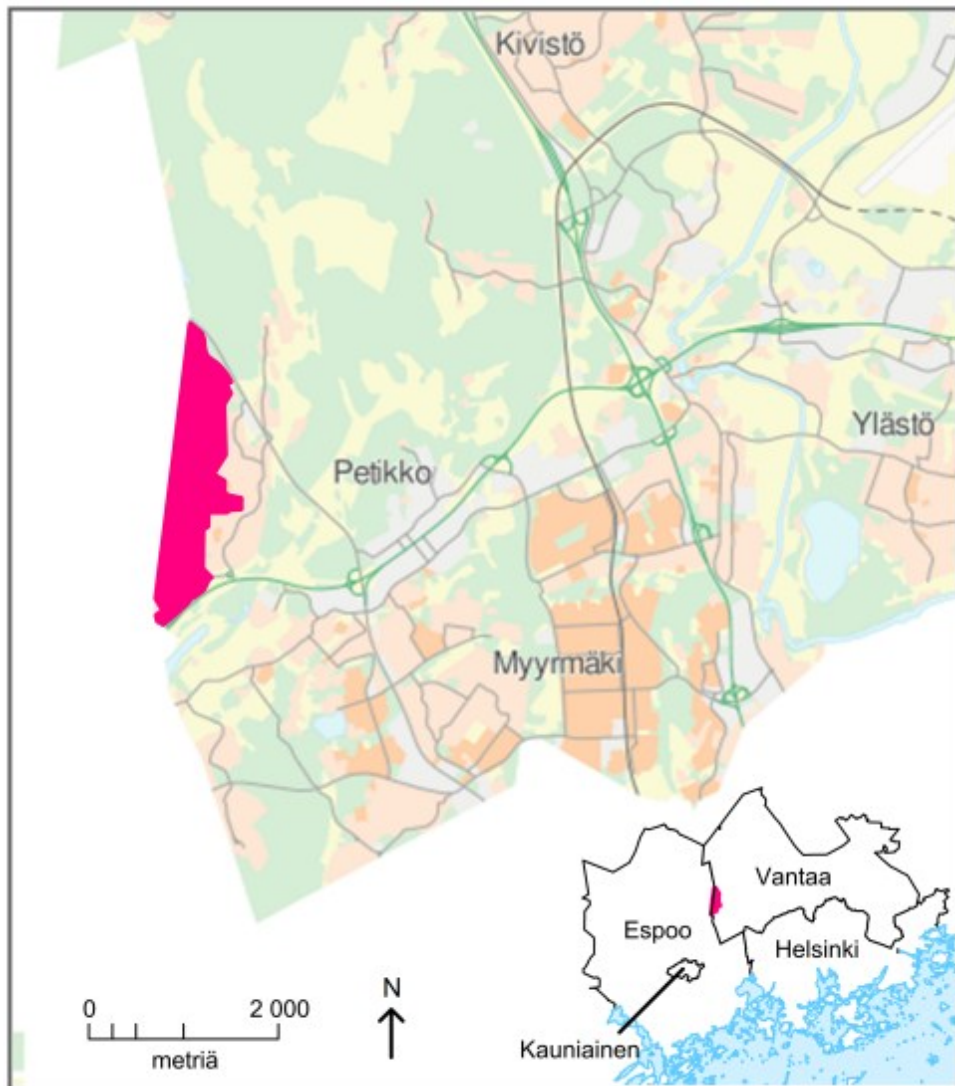 Kivistö
Ylästö
Petikko
Myyrmäki
Vantaa
Espoo
Helsinki
Kauniainen
0 2 000
metriä
N